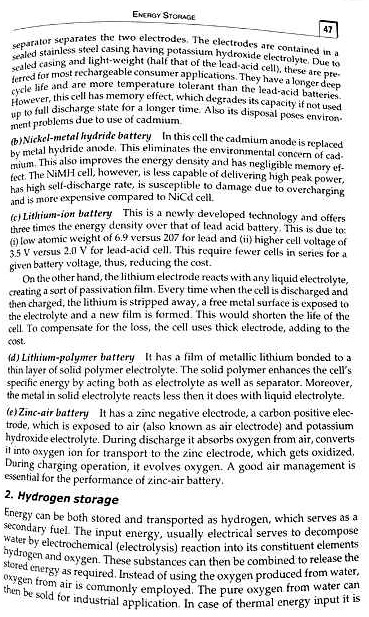 ENERGY STORAGE
47
separator separates the two electrodes. The electrodes are contained in a
sealed stainless steel casing having potassium hydroxide electrolyte. Due to
sealed casing and light-weight (half that of the lead-acid cell), these are pre-
ferred for most rechargeable consumer applications. They have a longer deep
cycle life and are more temperature tolerant than the lead-acid batteries.
However, this cell has memory effect, which degrades its capacity if not used
up to full discharge state for a longer time. Also its disposal poses environ-
ment problems due to use of cadmium.
(b) Nickel-metal hydride battery In this cell the cadmium anode is replaced
by metal hydride anode. This eliminates the environmental concern of cad-
mium. This also improves the energy density and has negligible memory ef-
fect. The NiMH cell, however, is less capable of delivering high peak power,
has high self-discharge rate, is susceptible to damage due to overcharging
and is more expensive compared to NiCd cell.
(c) Lithium-ion battery This is a newly developed technology and offers
three times the energy density over that of lead acid battery. This is due to:
(i) low atomic weight of 6.9 versus 207 for lead and (ii) higher cell voltage of
3.5 V versus 2.0 V for lead-acid cell. This require fewer cells in series for a
given battery voltage, thus, reducing the cost.
On the other hand, the lithium electrode reacts with any liquid electrolyte,
creating a sort of passivation film. Every time when the cell is discharged and
then charged, the lithium is stripped away, a free metal surface is exposed to
the electrolyte and a new film is formed. This would shorten the life of the
cell. To compensate for the loss, the cell uses thick electrode, adding to the
cost.
(d) Lithium-polymer battery It has a film of metallic lithium bonded to a
thin layer of solid polymer electrolyte. The solid polymer enhances the cell's
specific energy by acting both as electrolyte as well as separator. Moreover,
the metal in solid electrolyte reacts less then it does with liquid electrolyte.
(e) Zinc-air battery It has a zinc negative electrode, a carbon positive elec-
trode, which is exposed to air (also known as air electrode) and potassium
hydroxide electrolyte. During discharge it absorbs oxygen from air, converts
it into oxygen ion for transport to the zinc electrode, which gets oxidized.
During charging operation, it evolves oxygen. A good air management is
essential for the performance of zinc-air battery.
2. Hydrogen storage
Energy can be both stored and transported as hydrogen, which serves as a
secondary fuel. The input energy, usually electrical serves to decompose
water by electrochemical (electrolysis) reaction into its constituent elements
hydrogen and oxygen. These substances can then be combined to release the
stored energy as required. Instead of using the oxygen produced from water,
oxygen from air is commonly employed. The pure oxygen from water can
then be sold for industrial application. In case of thermal energy input it is